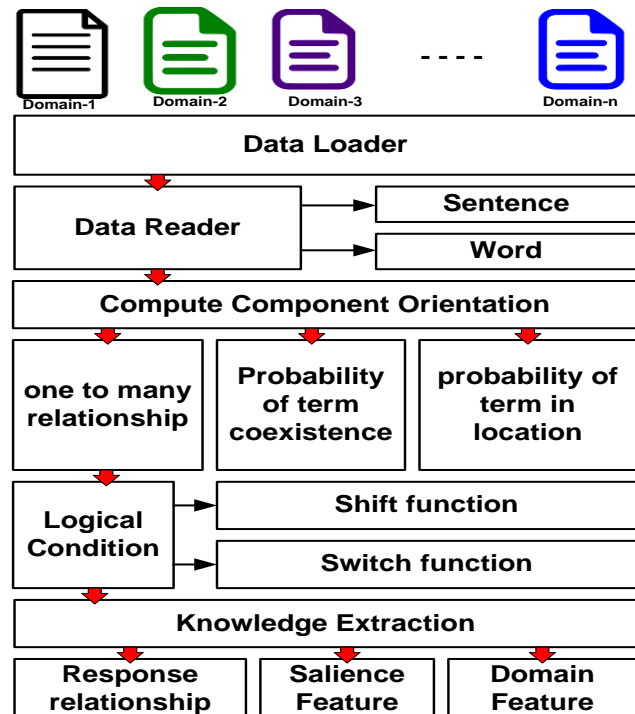 Domain-1
Domain-2
Domain-3
- - - -
Domain-n
Data Loader
Data Reader
Sentence
Word
Compute Component Orientation
one to many
relationship
Probability
of term
coexistence
probability of
term in
location
Logical
Condition
Shift function
Switch function
Knowledge Extraction
Response
relationship
Salience
Feature
Domain
Feature